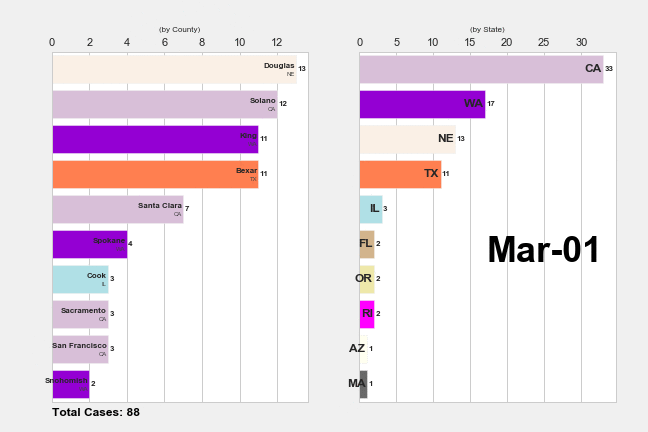 (by County)
0 2 4 6 8 10 12
Douglas 13
NE
Solano 12
CA
King 11
Bexar 11
TX
Santa Clara 7
CA
Spokane 4
Cook 3
IL
Sacramento 3
CA
San Francisco 3
CA
Snohomish 2
Total Cases: 88
(by State)
0 5 10 15 20 25 30
CA 33
WA 17
NE 13
TX 11
IL 3
FL 2
OR 2
RI 2
AZ 1
MA 1
Mar-01